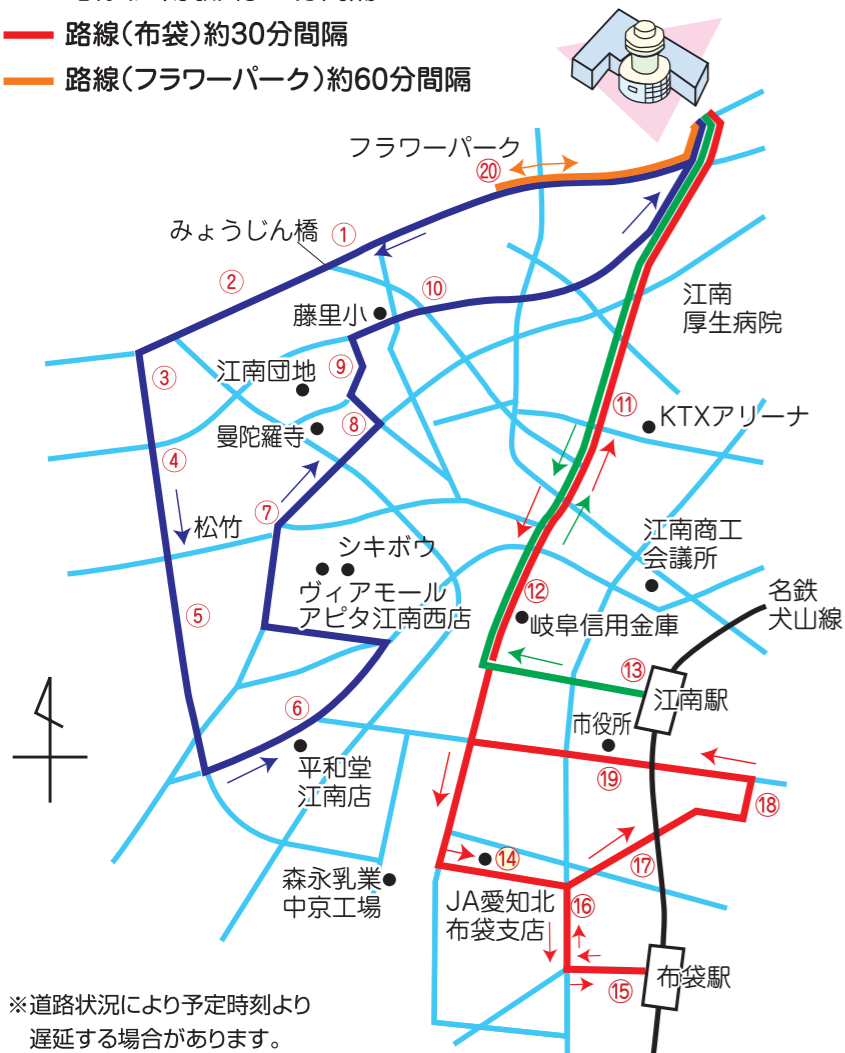 路線(布袋)約30分間隔
路線(フラワーパーク)約60分間隔
フラワーパーク
⑳
みょうじん橋
①
②
⑩
藤里小
江南
厚生病院
③
江南団地
⑨
⑪
KTXアリーナ
曼陀羅寺
⑧
④
⑦
松竹
シキボウ
ヴィアモール
アピタ江南西店
江南商工
会議所
⑫
岐阜信用金庫
名鉄
犬山線
⑤
⑬
江南駅
⑥
市役所
平和堂
江南店
⑲
⑱
⑭
⑰
森永乳業
中京工場
JA愛知北
布袋支店
⑯
⑮
布袋駅
※道路状況により予定時刻より
遅延する場合があります。